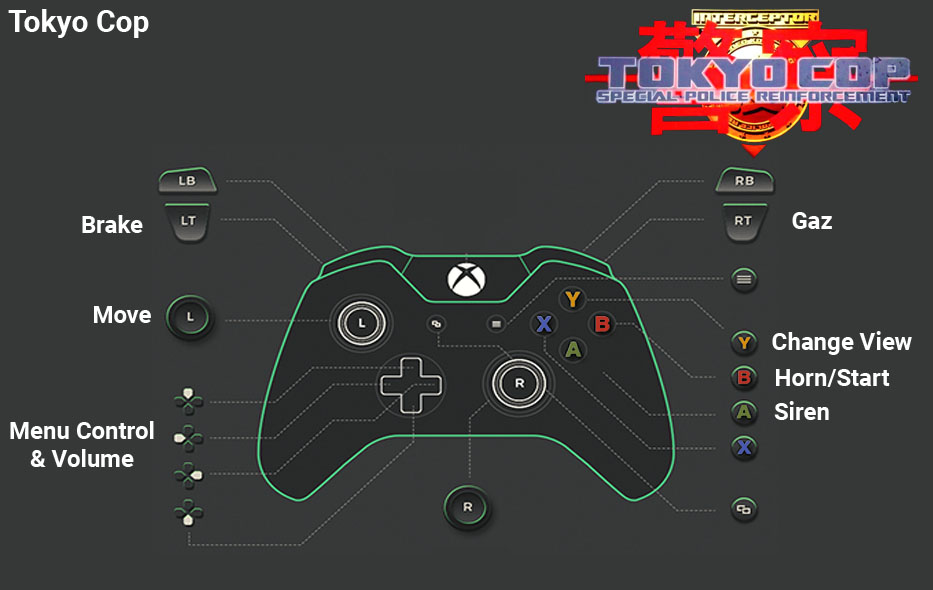 Tokyo Cop
INTERCEPTOR
警察
TOKYO COP
SPECIAL POLICE REINFORCEMENT
LB
RB
Brake
LT
RT
Gaz
Move
L
L
Y
X
B
A
R
Y
Change View
B
Horn/Start
A
Siren
X
Menu Control
& Volume
R